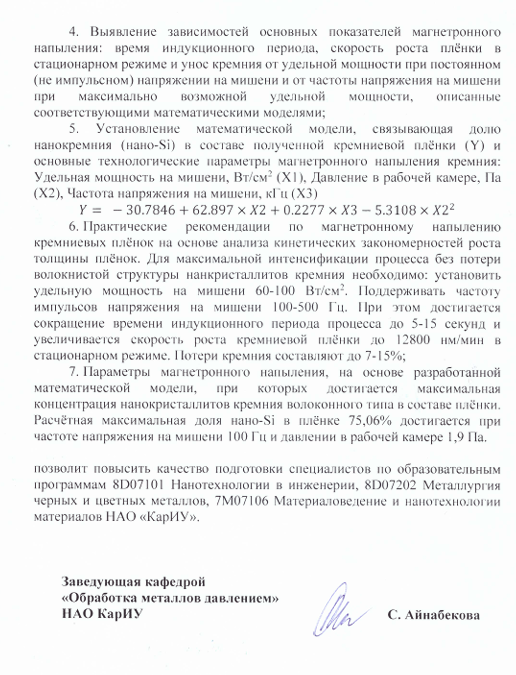 4. Выявление зависимостей основных показателей магнетронного
напыления: время индукционного периода, скорость роста плёнки в
стационарном режиме и унос кремния от удельной мощности при постоянном
(не импульсном) напряжении на мишени и от частоты напряжения на мишени
при максимально возможной удельной мощности, описанные
соответствующими математическими моделями;
5. Установление математической модели, связывающая долю
нанокремния (нано-Si) в составе полученной кремниевой плёнки (Y) и
основные технологические параметры магнетронного напыления кремния:
Удельная мощность на мишени, Вт/см² (X1), Давление в рабочей камере, Па
(X2), Частота напряжения на мишени, кГц (X3)
Y = −30.7846 + 62.897 × X2 + 0.2277 × X3 − 5.3108 × X2²
6. Практические рекомендации по магнетронному напылению
кремниевых плёнок на основе анализа кинетических закономерностей роста
толщины плёнок. Для максимальной интенсификации процесса без потери
волокнистой структуры нанкристаллитов кремния необходимо: установить
удельную мощность на мишени 60-100 Вт/см². Поддерживать частоту
импульсов напряжения на мишени 100-500 Гц. При этом достигается
сокращение времени индукционного периода процесса до 5-15 секунд и
увеличивается скорость роста кремниевой плёнки до 12800 нм/мин в
стационарном режиме. Потери кремния составляют до 7-15%;
7. Параметры магнетронного напыления, на основе разработанной
математической модели, при которых достигается максимальная
концентрация нанокристаллитов кремния волоконного типа в составе плёнки.
Расчётная максимальная доля нано-Si в плёнке 75,06% достигается при
частоте напряжения на мишени 100 Гц и давлении в рабочей камере 1,9 Па.
позволит повысить качество подготовки специалистов по образовательным
программам 8D07101 Нанотехнологии в инженерии, 8D07202 Металлургия
черных и цветных металлов, 7M07106 Материаловедение и нанотехнологии
материалов НАО «КарИУ».
Заведующая кафедрой
«Обработка металлов давлением»
НАО КарИУ С. Айнабекова